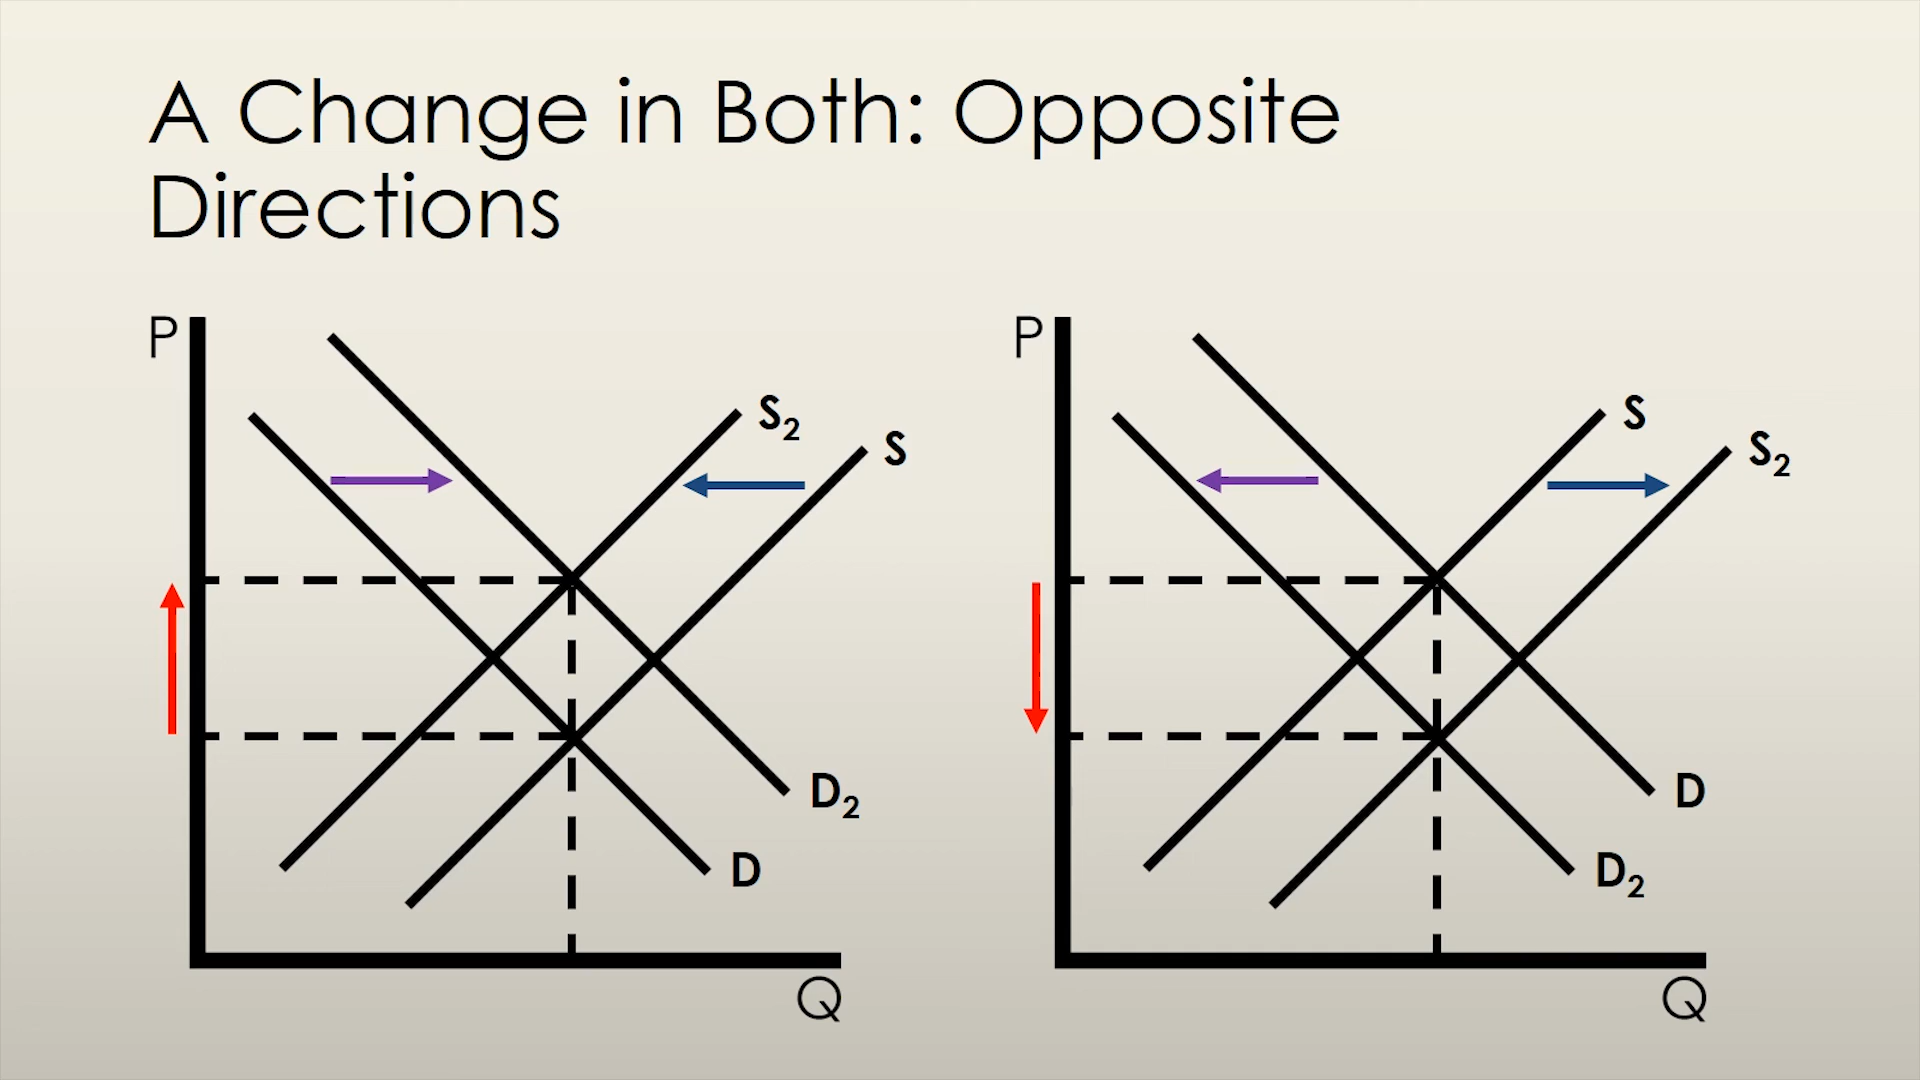 A Change in Both: Opposite
Directions
P
S₂
S
D₂
D
Q
P
S
S₂
D
D₂
Q